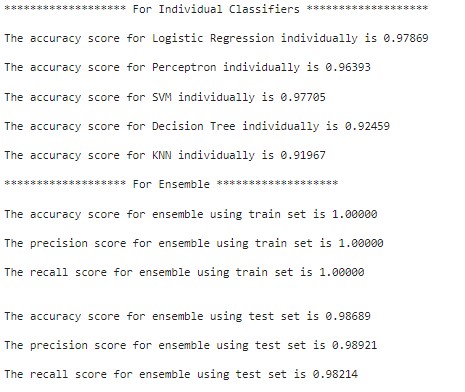 ******************* For Individual Classifiers *******************
The accuracy score for Logistic Regression individually is 0.97869
The accuracy score for Perceptron individually is 0.96393
The accuracy score for SVM individually is 0.97705
The accuracy score for Decision Tree individually is 0.92459
The accuracy score for KNN individually is 0.91967
******************* For Ensemble *******************
The accuracy score for ensemble using train set is 1.00000
The precision score for ensemble using train set is 1.00000
The recall score for ensemble using train set is 1.00000
The accuracy score for ensemble using test set is 0.98689
The precision score for ensemble using test set is 0.98921
The recall score for ensemble using test set is 0.98214